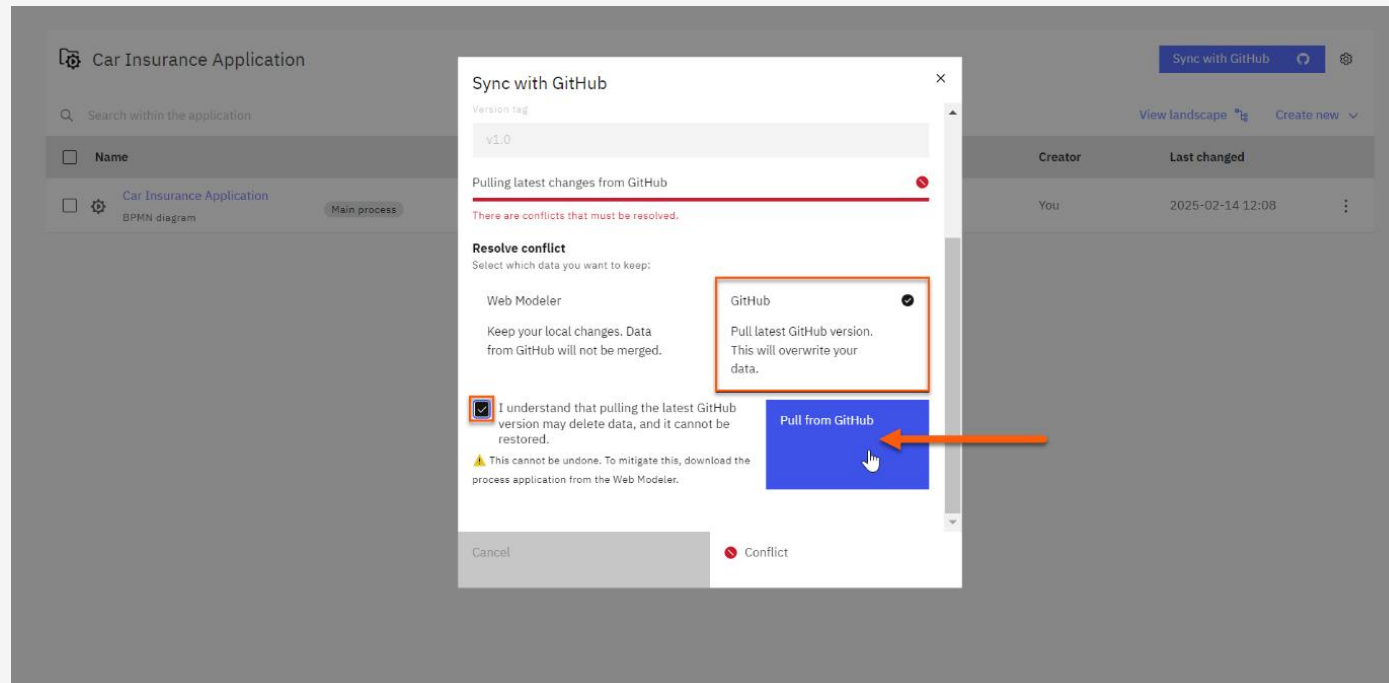 Car Insurance Application
Sync with GitHub
Search within the application
View landscape
Create new
Name
Creator
Last changed
Car Insurance Application
BPMN diagram
Main process
You
2025-02-14 12:08
Sync with GitHub
Version tag
v1.0
Pulling latest changes from GitHub
There are conflicts that must be resolved.
Resolve conflict
Select which data you want to keep:
Web Modeler
Keep your local changes. Data
from GitHub will not be merged.
GitHub
Pull latest GitHub version.
This will overwrite your
data.
I understand that pulling the latest GitHub
version may delete data, and it cannot be
restored.
⚠ This cannot be undone. To mitigate this, download the
process application from the Web Modeler.
Pull from GitHub
Cancel
Conflict